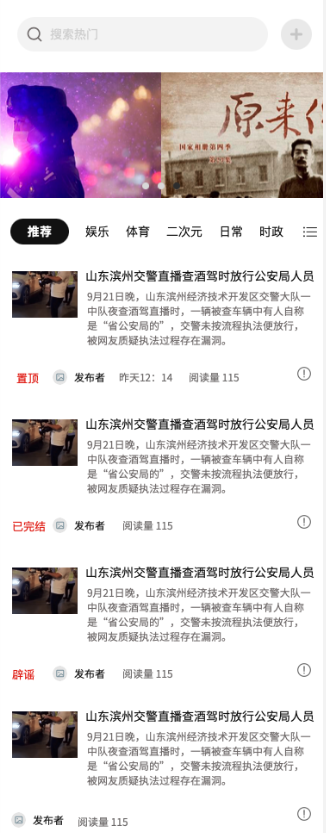 搜索热门
原来
国家相册第四季
推荐 娱乐 体育 二次元 日常 时政
山东滨州交警直播查酒驾时放行公安局人员
9月21日晚，山东滨州经济技术开发区交警大队一
中队夜查酒驾直播时，一辆被查车辆中有人自称
是“省公安局的”，交警未按流程执法便放行，
被网友质疑执法过程存在漏洞。
置顶 发布者 昨天12：14 阅读量 115
山东滨州交警直播查酒驾时放行公安局人员
9月21日晚，山东滨州经济技术开发区交警大队一
中队夜查酒驾直播时，一辆被查车辆中有人自称
是“省公安局的”，交警未按流程执法便放行，
被网友质疑执法过程存在漏洞。
已完结 发布者 阅读量 115
山东滨州交警直播查酒驾时放行公安局人员
9月21日晚，山东滨州经济技术开发区交警大队一
中队夜查酒驾直播时，一辆被查车辆中有人自称
是“省公安局的”，交警未按流程执法便放行，
被网友质疑执法过程存在漏洞。
辟谣 发布者 阅读量 115
山东滨州交警直播查酒驾时放行公安局人员
9月21日晚，山东滨州经济技术开发区交警大队一
中队夜查酒驾直播时，一辆被查车辆中有人自称
是“省公安局的”，交警未按流程执法便放行，
被网友质疑执法过程存在漏洞。
发布者 阅读量 115